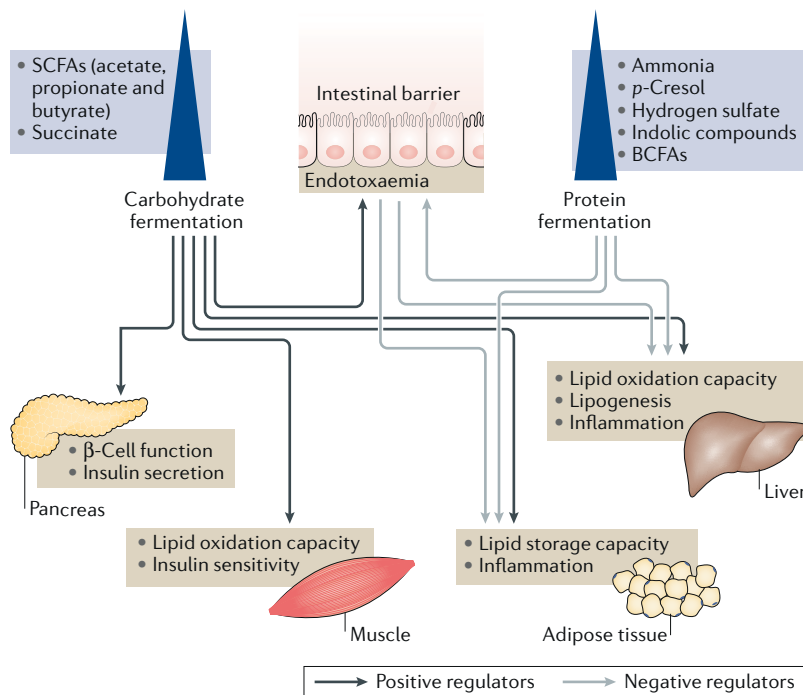 • SCFAs (acetate,
propionate and
butyrate)
• Succinate
Carbohydrate
fermentation
Intestinal barrier
Endotoxaemia
• Ammonia
• p-Cresol
• Hydrogen sulfate
• Indolic compounds
• BCFAs
Protein
fermentation
• β-Cell function
• Insulin secretion
Pancreas
• Lipid oxidation capacity
• Lipogenesis
• Inflammation
Liver
• Lipid oxidation capacity
• Insulin sensitivity
Muscle
• Lipid storage capacity
• Inflammation
Adipose tissue
Positive regulators
Negative regulators